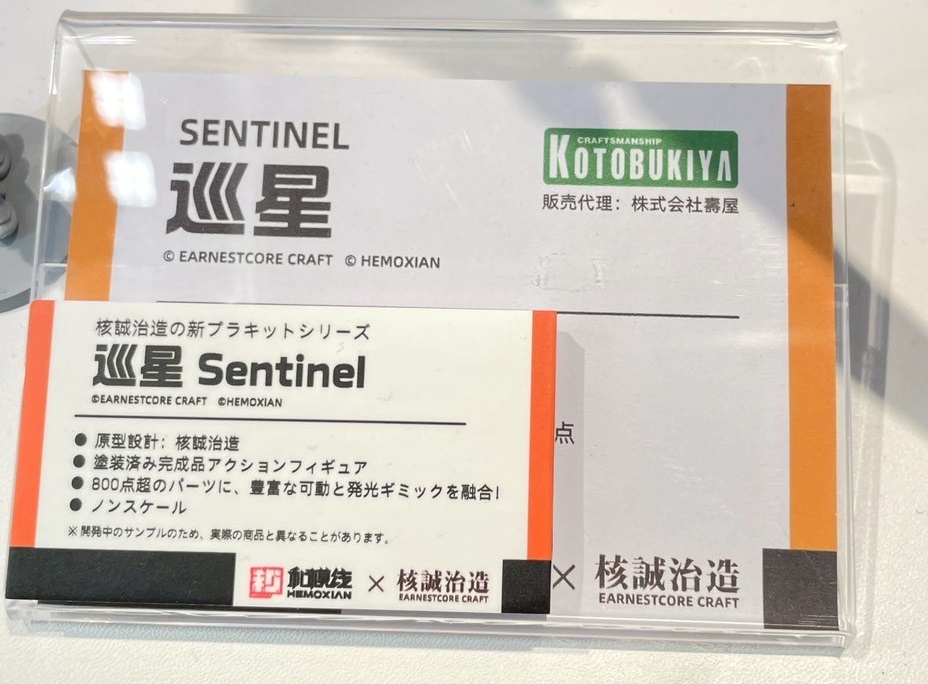 SENTINEL
巡星
© EARNESTCORE CRAFT © HEMOXIAN
CRAFTSMANSHIP
KOTOBUKIYA
販売代理：株式会社壽屋
点
× 核誠治造
EARNESTCORE CRAFT
核誠治造の新プラキットシリーズ
巡星 Sentinel
©EARNESTCORE CRAFT ©HEMOXIAN
● 原型設計：核誠治造
● 塗装済み完成品アクションフィギュア
● 800点超のパーツに、豊富な可動と発光ギミックを融合!
● ノンスケール
※ 開発中のサンプルのため、実際の商品と異なることがあります。
HEMOXIAN × 核誠治造
EARNESTCORE CRAFT